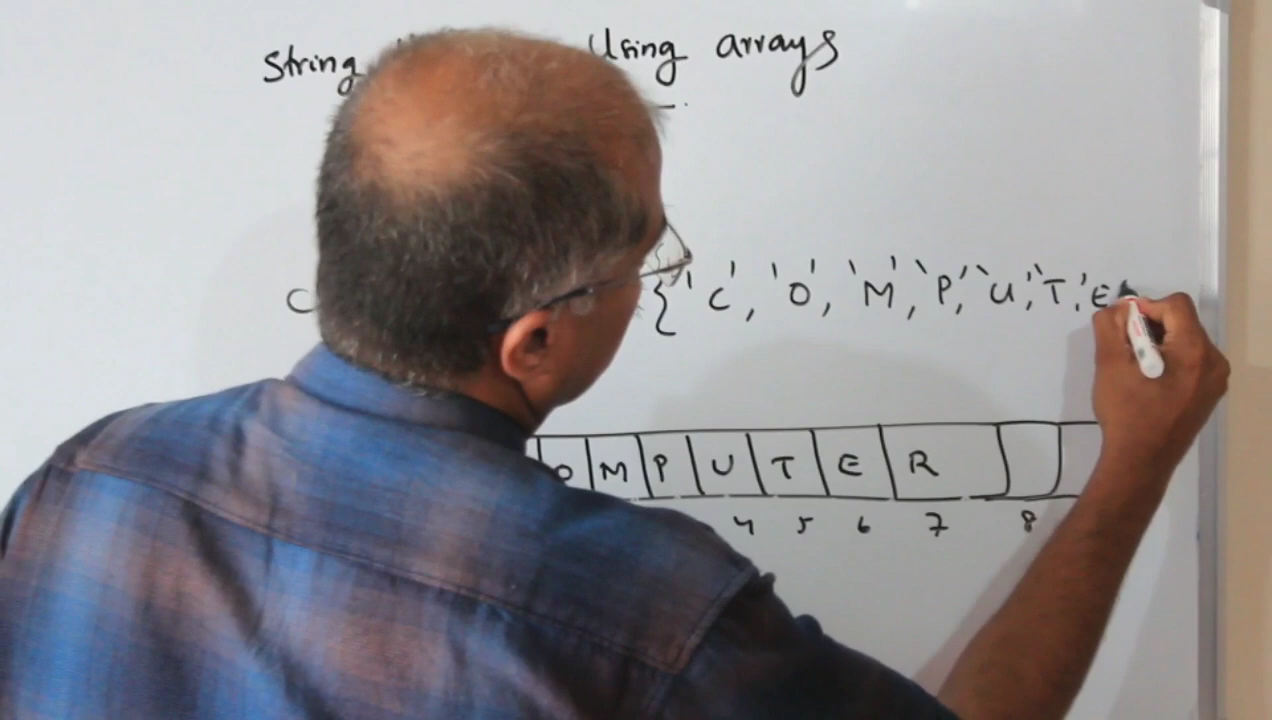 String Using arrays
C { 'C', 'O', 'M', 'P', 'U', 'T', 'E
O M P U T E R
4 5 6 7 8